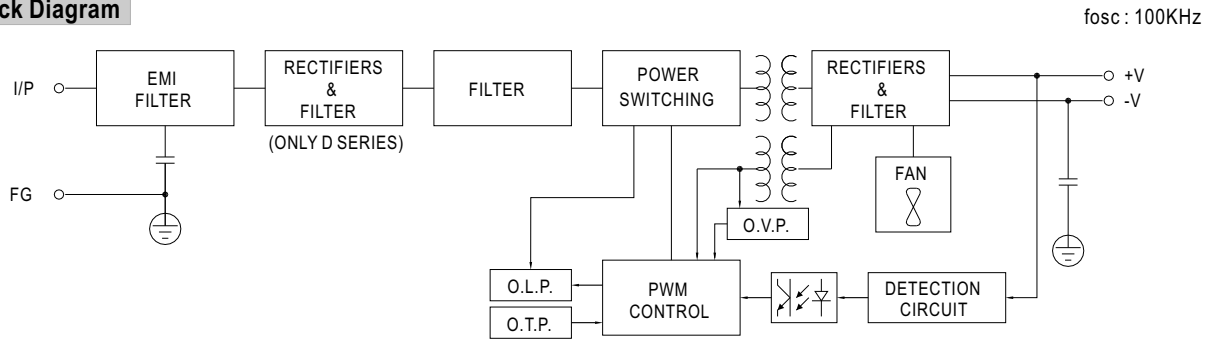 ck Diagram
fosc : 100KHz
I/P
EMI
FILTER
RECTIFIERS
&
FILTER
(ONLY D SERIES)
FILTER
POWER
SWITCHING
RECTIFIERS
&
FILTER
+V
-V
FG
FAN
O.V.P.
O.L.P.
O.T.P.
PWM
CONTROL
DETECTION
CIRCUIT